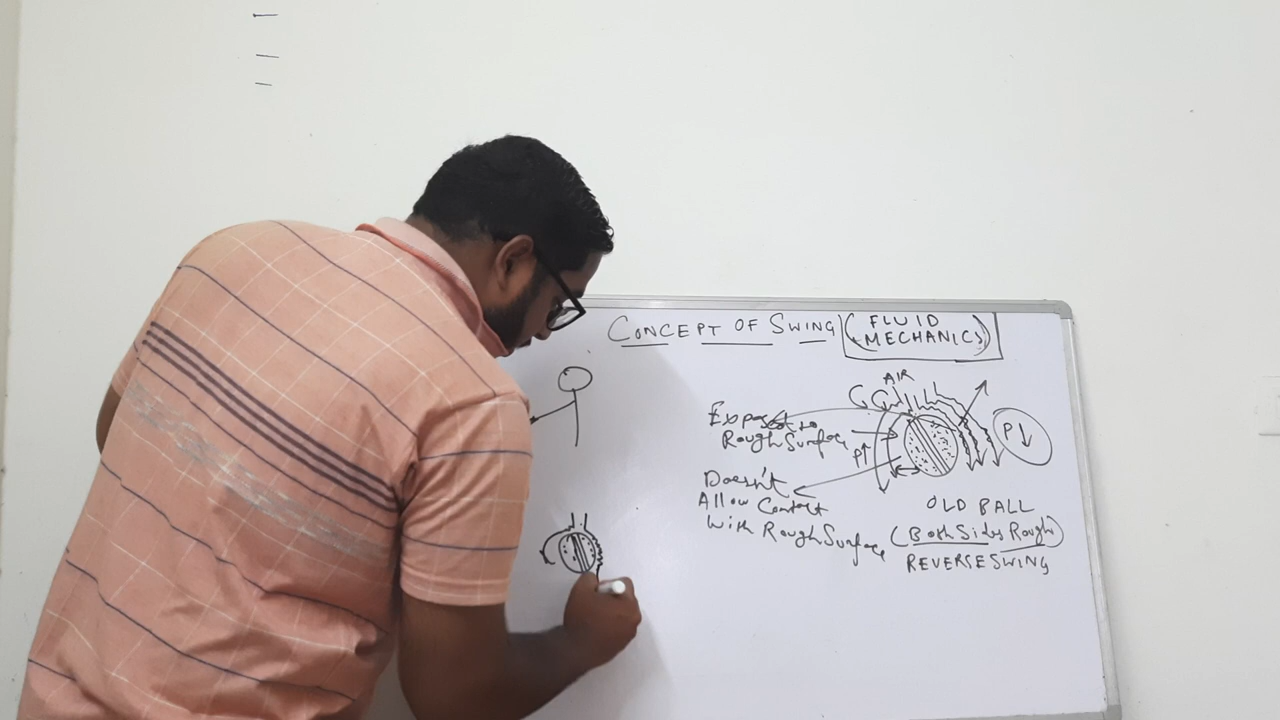 CONCEPT OF SWING (FLUID
MECHANICS)
AIR
Exposed to
Rough Surface
P↑
P↓
Doesn't
Allow Contact
With Rough Surface
OLD BALL
(Both Sides Rough)
REVERSE SWING